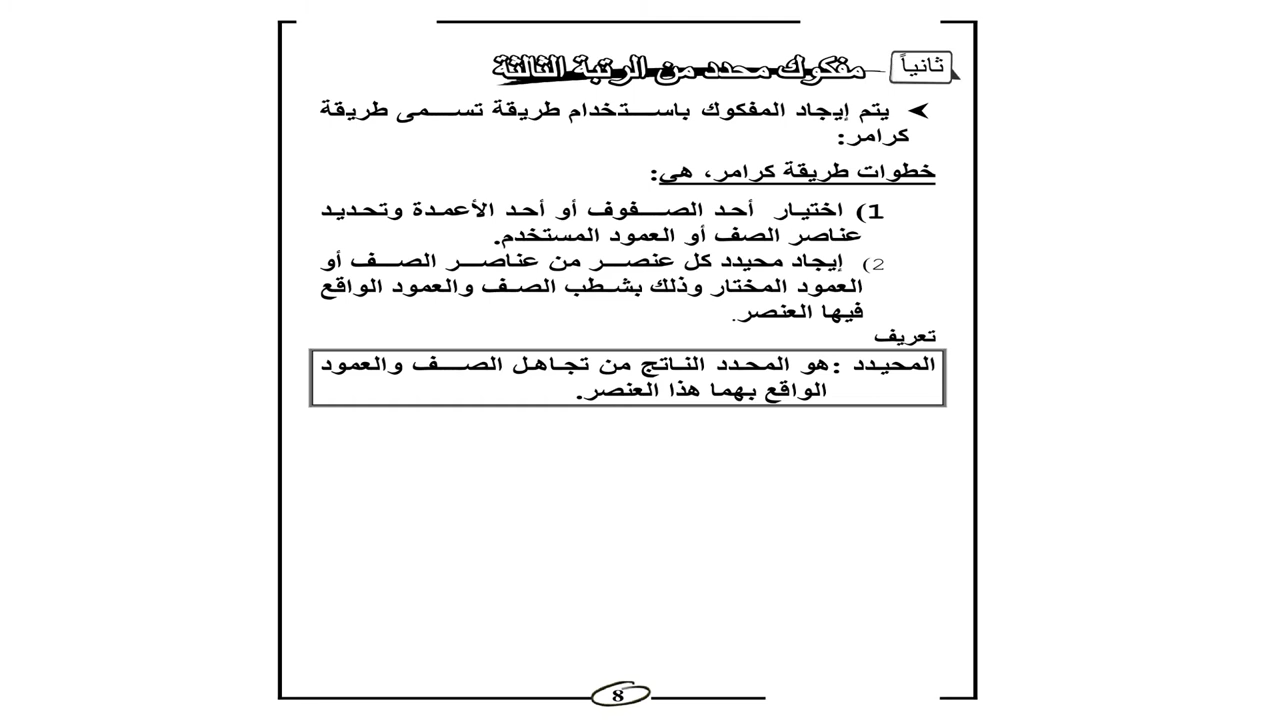 ثانياً مفكوك محدد من الرتبة الثالثة
يتم إيجاد المفكوك باستخدام طريقة تسمى طريقة
كرامر:
خطوات طريقة كرامر، هي:
1) اختيار أحد الصفوف أو أحد الأعمدة وتحديد
عناصر الصف أو العمود المستخدم.
2) إيجاد محيدد كل عنصر من عناصر الصف أو
العمود المختار وذلك بشطب الصف والعمود الواقع
فيها العنصر.
تعريف
المحيدد :هو المحدد الناتج من تجاهل الصف والعمود
الواقع بهما هذا العنصر.
8